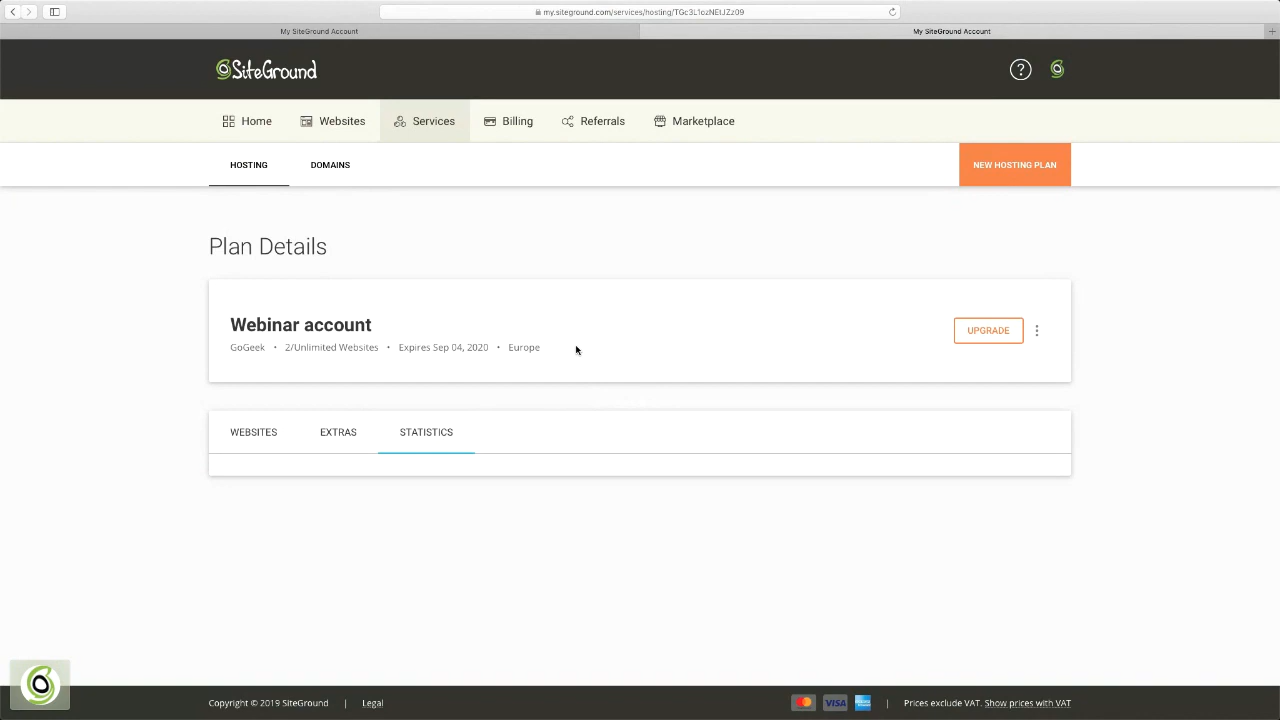 my.siteground.com/services/hosting/TGc3L1ozNEtJZz09
My SiteGround Account
My SiteGround Account
SiteGround
Home Websites Services Billing Referrals Marketplace
HOSTING DOMAINS NEW HOSTING PLAN
Plan Details
Webinar account
GoGeek • 2/Unlimited Websites • Expires Sep 04, 2020 • Europe
UPGRADE
WEBSITES EXTRAS STATISTICS
Copyright © 2019 SiteGround | Legal
VISA | Prices exclude VAT. Show prices with VAT